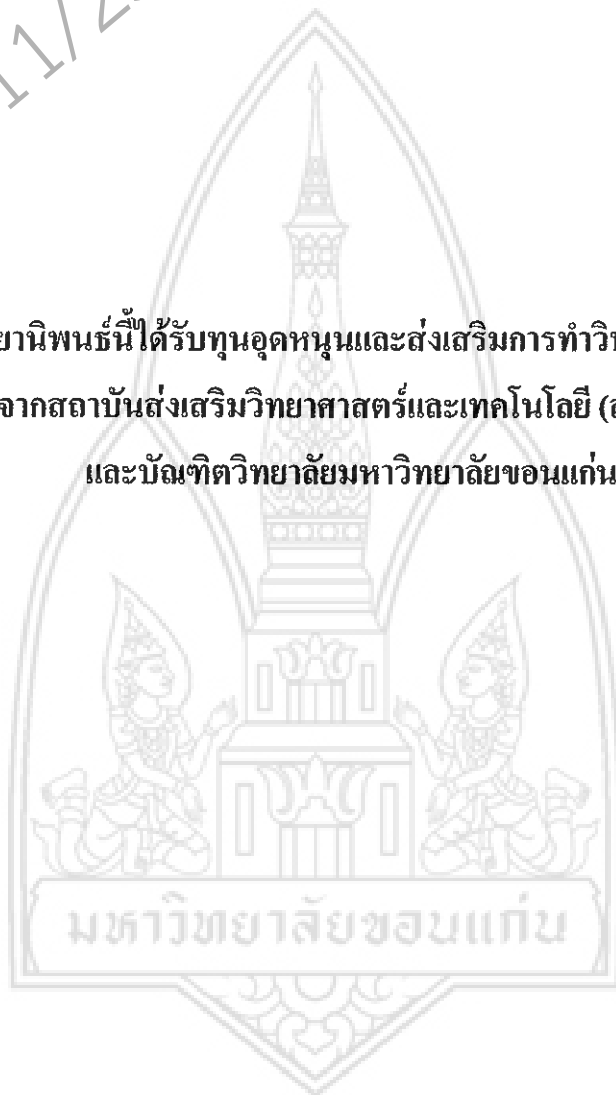 11/2
ยานิพนธ์นี้ได้รับทุนอุดหนุนและส่งเสริมการทำวิท
จากสถาบันส่งเสริมวิทยาศาสตร์และเทคโนโลยี (ส
และบัณฑิตวิทยาลัยมหาวิทยาลัยขอนแก่น
มหาวิทยาลัยขอนแก่น